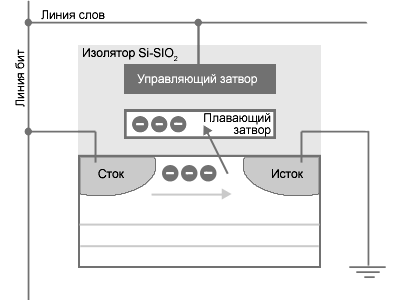 Линия слов
Линия бит
Изолятор Si-SIO2
Управляющий затвор
Плавающий
затвор
Сток
Исток